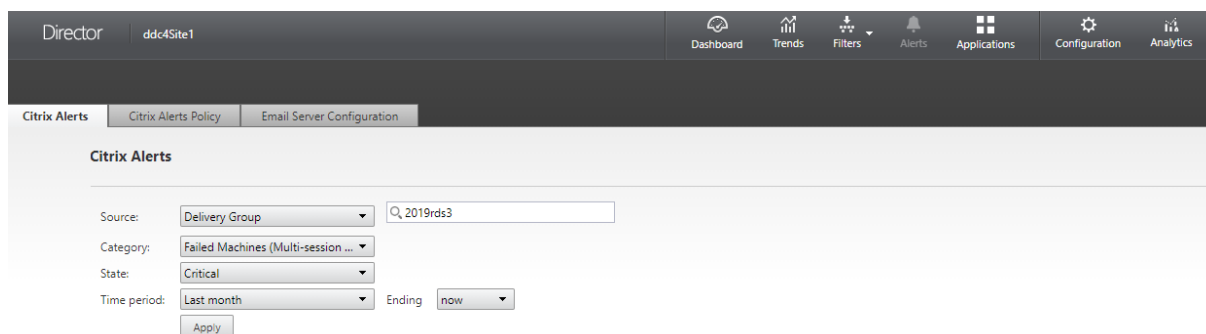 Director ddc4Site1 Dashboard Trends Filters Alerts Applications Configuration Analytics
Citrix Alerts Citrix Alerts Policy Email Server Configuration
Citrix Alerts
Source: Delivery Group 2019rds3
Category: Failed Machines (Multi-session ...
State: Critical
Time period: Last month Ending now
Apply